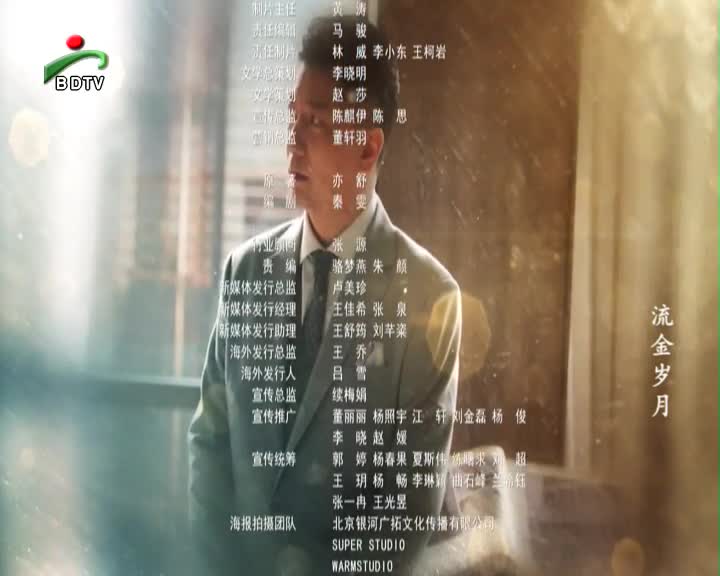 制片主任 黄 涛
责任编辑 马 骏
责任制片 林 威 李小东 王柯岩
BDTV
文学总策划 李晓明
文学策划 赵 莎
宣传总监 陈麒伊 陈 思
营销总监 董轩羽
原 著 亦 舒
编 剧 秦 雯
行业顾问 张 源
责 编 骆梦燕 朱 颜
新媒体发行总监 卢美珍
新媒体发行经理 王佳希 张 泉
新媒体发行助理 王舒筠 刘苹棻
海外发行总监 王 乔
海外发行人 吕 雪
宣传总监 续梅娟
宣传推广 董丽丽 杨照宇 江 轩 刘金磊 杨 俊
李 晓 赵 媛
宣传统筹 郭 婷 杨春果 夏斯伟 练曙求 刘 超
王 玥 杨 畅 李琳颖 曲石峰 兰希钰
张一冉 王光昱
海报拍摄团队 北京银河广拓文化传播有限公司
SUPER STUDIO
WARMSTUDIO
流金岁月